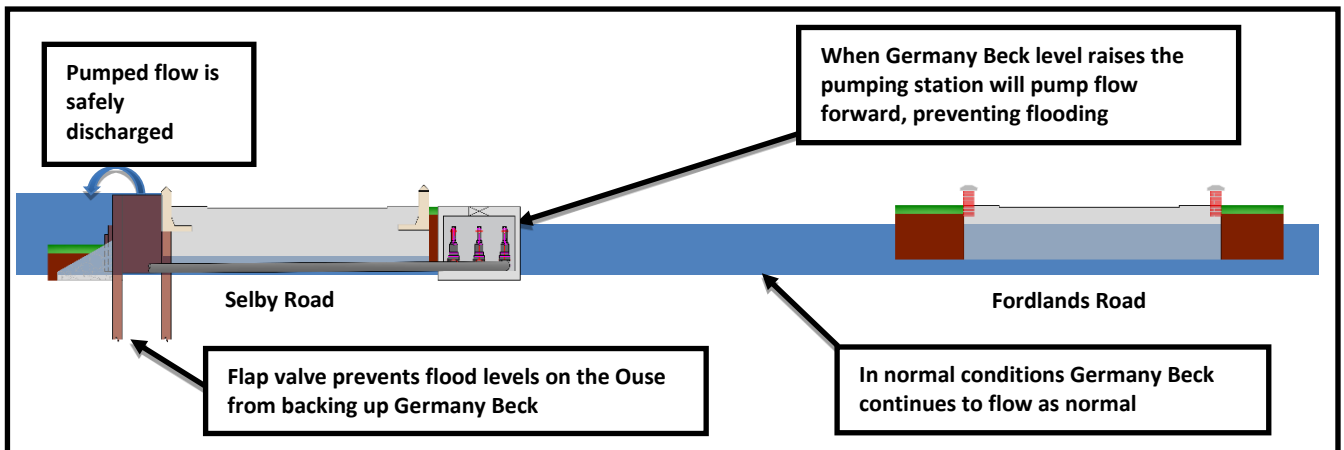 Pumped flow is
safely
discharged
When Germany Beck level raises the
pumping station will pump flow
forward, preventing flooding
Selby Road
Fordlands Road
Flap valve prevents flood levels on the Ouse
from backing up Germany Beck
In normal conditions Germany Beck
continues to flow as normal